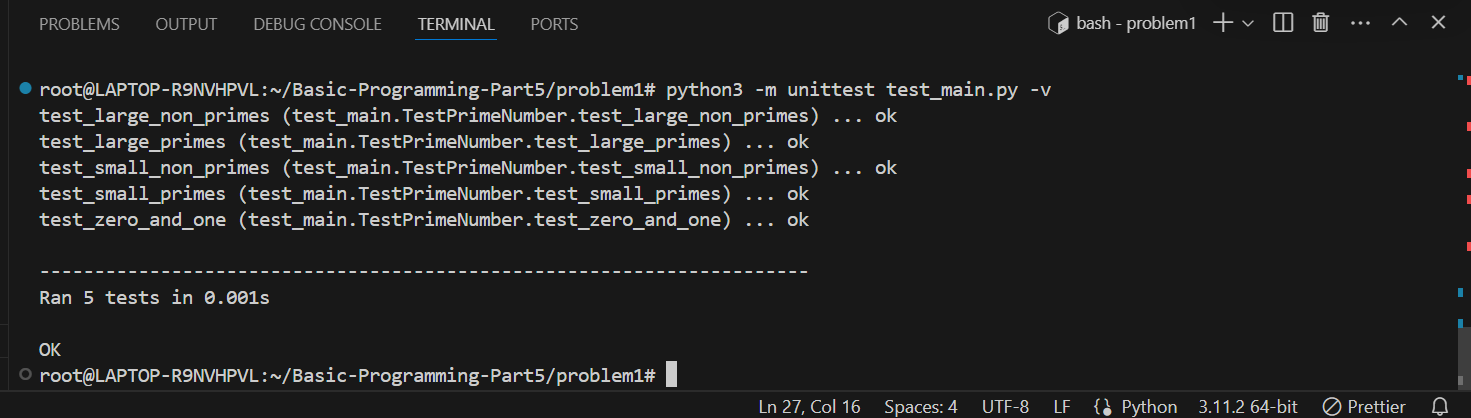 PROBLEMS OUTPUT DEBUG CONSOLE TERMINAL PORTS bash - problem1
root@LAPTOP-R9NVHPVL:~/Basic-Programming-Part5/problem1# python3 -m unittest test_main.py -v
test_large_non_primes (test_main.TestPrimeNumber.test_large_non_primes) ... ok
test_large_primes (test_main.TestPrimeNumber.test_large_primes) ... ok
test_small_non_primes (test_main.TestPrimeNumber.test_small_non_primes) ... ok
test_small_primes (test_main.TestPrimeNumber.test_small_primes) ... ok
test_zero_and_one (test_main.TestPrimeNumber.test_zero_and_one) ... ok
----------------------------------------------------------------------
Ran 5 tests in 0.001s
OK
root@LAPTOP-R9NVHPVL:~/Basic-Programming-Part5/problem1#
Ln 27, Col 16 Spaces: 4 UTF-8 LF Python 3.11.2 64-bit Prettier